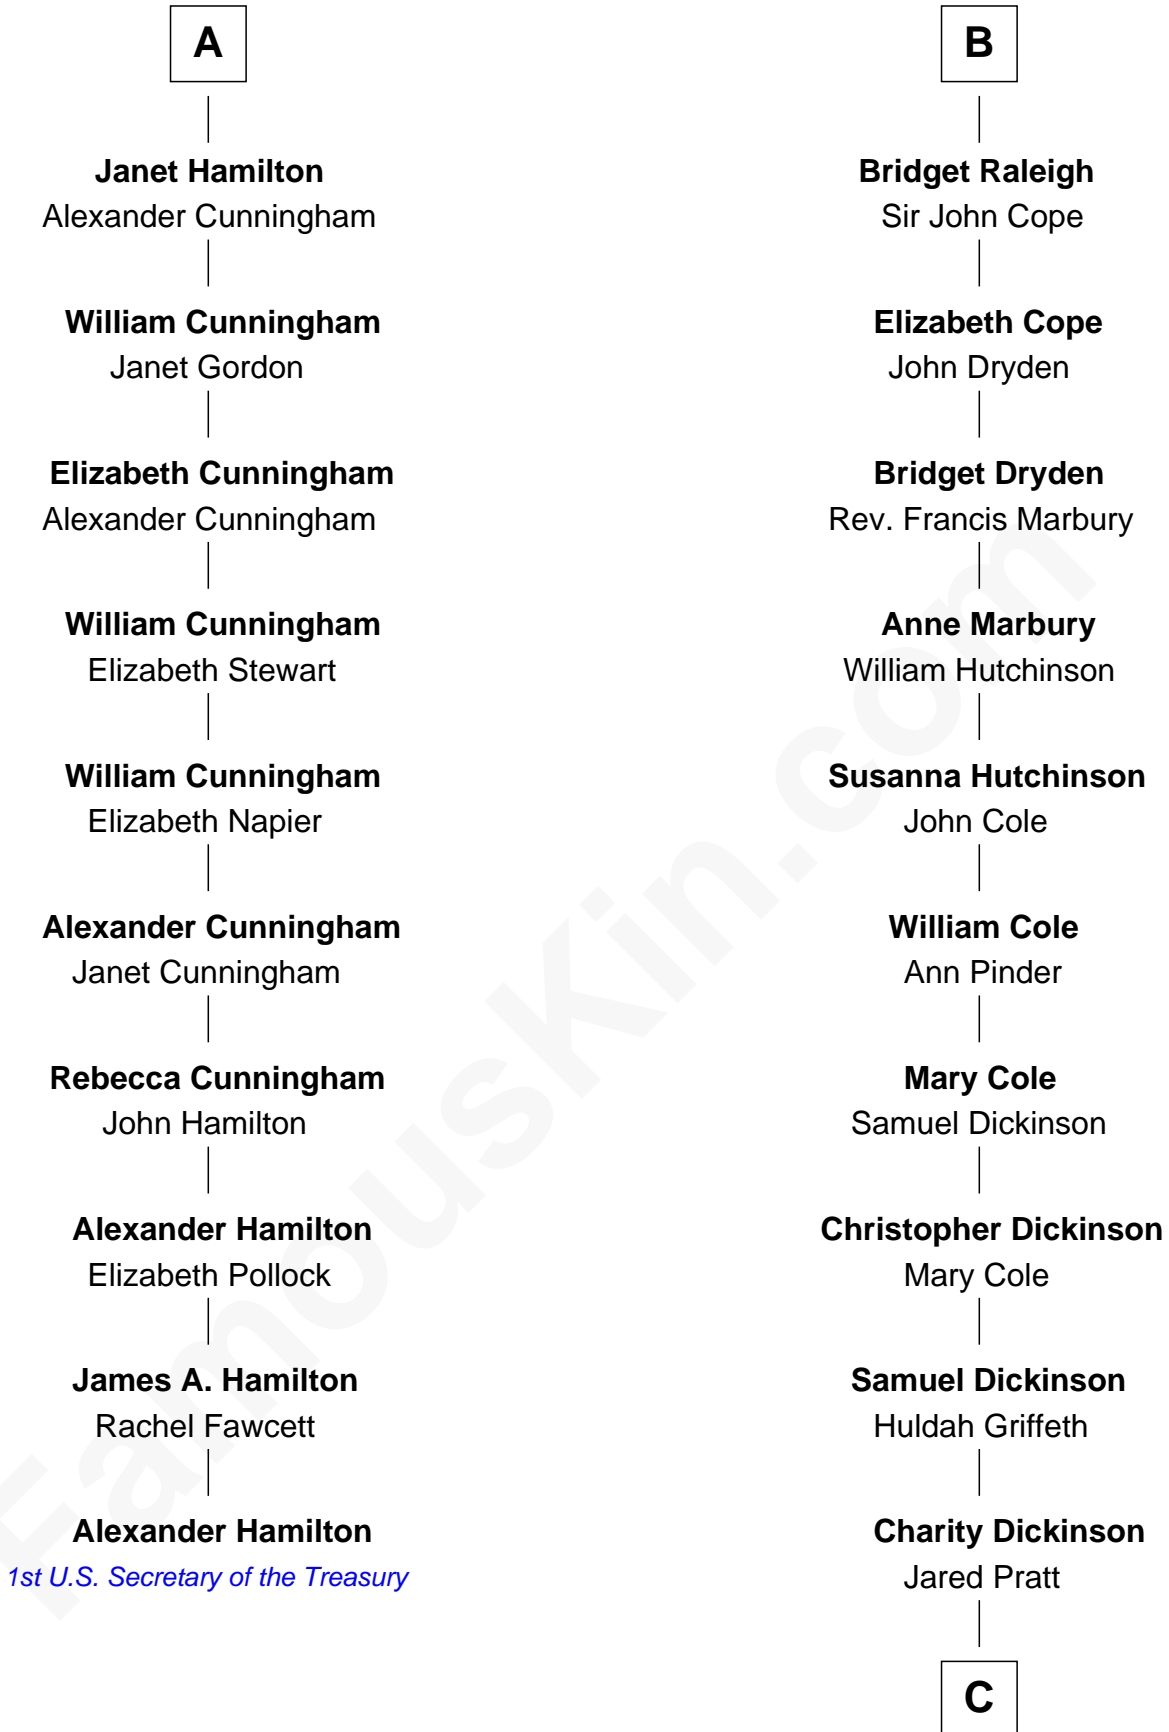 A
Janet Hamilton
Alexander Cunningham
William Cunningham
Janet Gordon
Elizabeth Cunningham
Alexander Cunningham
William Cunningham
Elizabeth Stewart
William Cunningham
Elizabeth Napier
Alexander Cunningham
Janet Cunningham
Rebecca Cunningham
John Hamilton
Alexander Hamilton
Elizabeth Pollock
James A. Hamilton
Rachel Fawcett
Alexander Hamilton
1st U.S. Secretary of the Treasury
B
Bridget Raleigh
Sir John Cope
Elizabeth Cope
John Dryden
Bridget Dryden
Rev. Francis Marbury
Anne Marbury
William Hutchinson
Susanna Hutchinson
John Cole
William Cole
Ann Pinder
Mary Cole
Samuel Dickinson
Christopher Dickinson
Mary Cole
Samuel Dickinson
Huldah Griffeth
Charity Dickinson
Jared Pratt
C
FamousKin.com